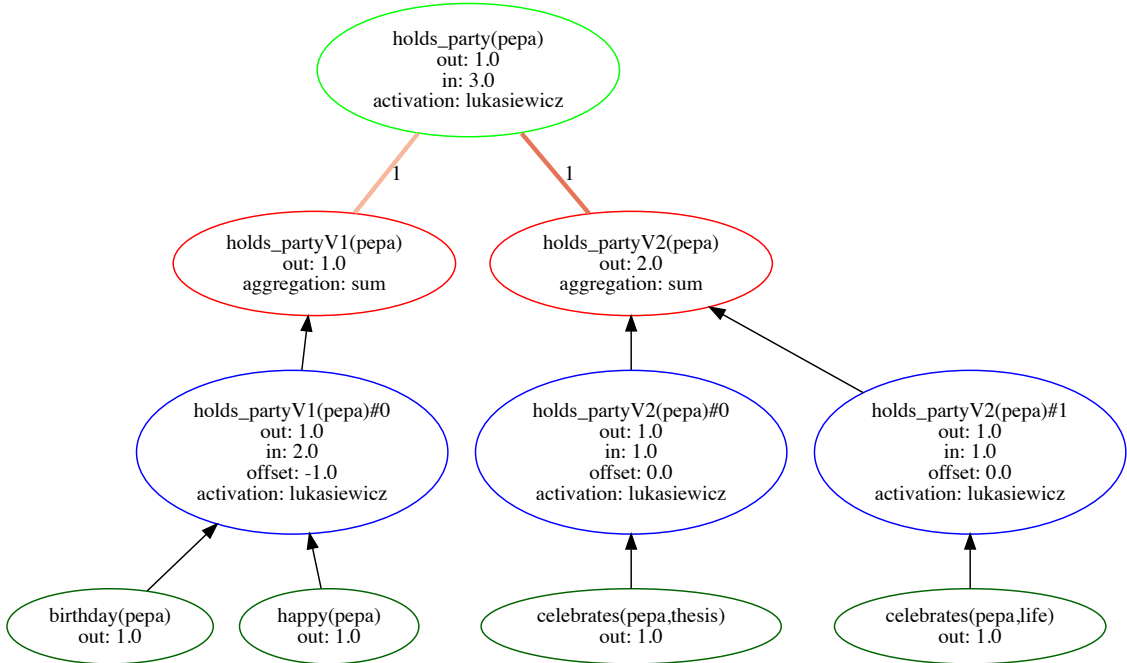 holds_party(pepa)
out: 1.0
in: 3.0
activation: lukasiewicz
1
1
holds_partyV1(pepa)
out: 1.0
aggregation: sum
holds_partyV2(pepa)
out: 2.0
aggregation: sum
holds_partyV1(pepa)#0
out: 1.0
in: 2.0
offset: -1.0
activation: lukasiewicz
holds_partyV2(pepa)#0
out: 1.0
in: 1.0
offset: 0.0
activation: lukasiewicz
holds_partyV2(pepa)#1
out: 1.0
in: 1.0
offset: 0.0
activation: lukasiewicz
birthday(pepa)
out: 1.0
happy(pepa)
out: 1.0
celebrates(pepa,thesis)
out: 1.0
celebrates(pepa,life)
out: 1.0